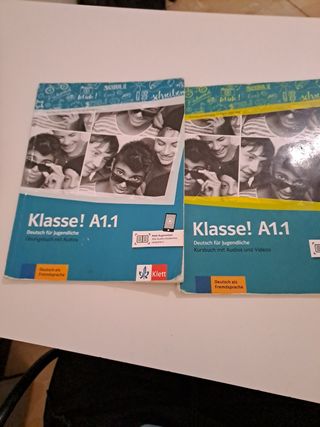 Klasse! A1.1
Deutsch für Jugendliche
Übungsbuch mit Audios
Klett
Deutsch als
Fremdsprache
Klasse! A1.1
Deutsch für Jugendliche
Kursbuch mit Audios und Videos
Deutsch als
Fremdsprache